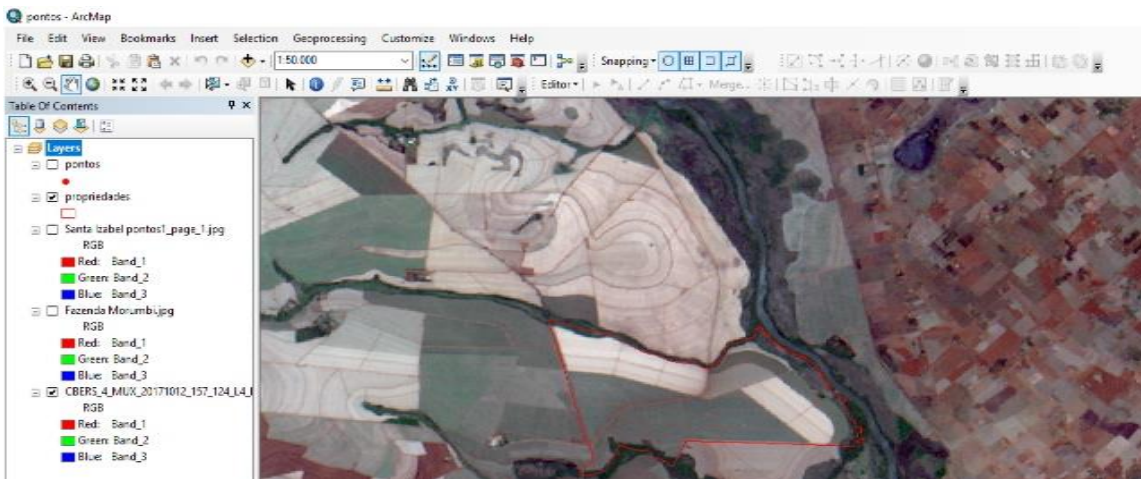 pontos - ArcMap
File Edit View Bookmarks Insert Selection Geoprocessing Customize Windows Help
1:50.000
Snapping
Editor
Merge...
Table Of Contents
Layers
pontos
propriedades
Santa Izabel pontos1_page_1.jpg
RGB
Red: Band_1
Green: Band_2
Blue: Band_3
Fazenda Morumbi.jpg
RGB
Red: Band_1
Green: Band_2
Blue: Band_3
CBERS_4_MUX_20171012_157_124_L4_
RGB
Red: Band_1
Green: Band_2
Blue: Band_3